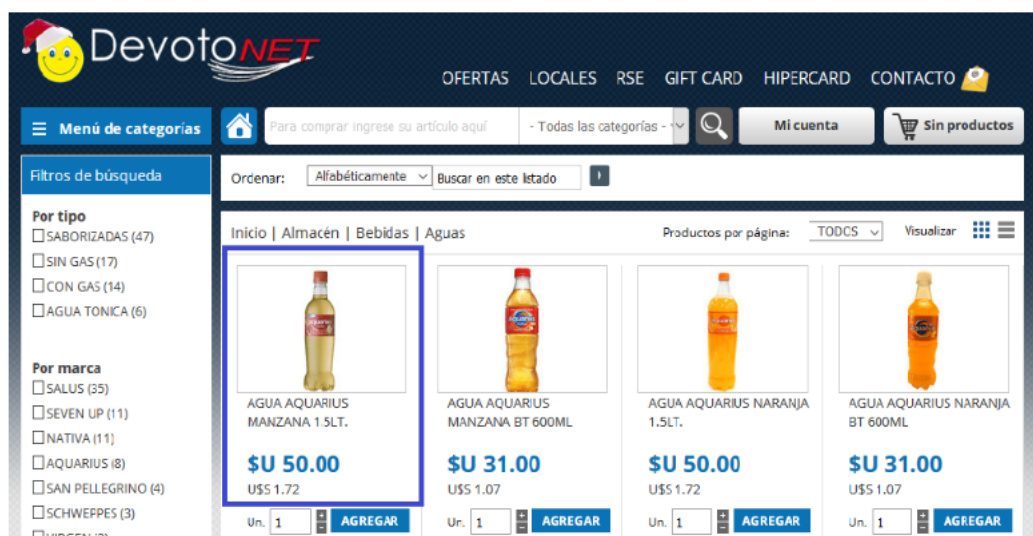 DevotoNET
OFERTAS LOCALES RSE GIFT CARD HIPERCARD CONTACTO
Menú de categorías
Para comprar ingrese su artículo aquí
- Todas las categorías -
Mi cuenta
Sin productos
Filtros de búsqueda
Ordenar: Alfabéticamente Buscar en este listado
Por tipo
SABORIZADAS (47)
SIN GAS (17)
CON GAS (14)
AGUA TONICA (6)
Por marca
SALUS (35)
SEVEN UP (11)
NATIVA (11)
AQUARIUS (8)
SAN PELLEGRINO (4)
SCHWEPPES (3)
Inicio | Almacén | Bebidas | Aguas
Productos por página: TODOS Visualizar
AGUA AQUARIUS
MANZANA 1.5LT.
$U 50.00
U$S 1.72
Un. 1 AGREGAR
AGUA AQUARIUS
MANZANA BT 600ML
$U 31.00
U$S 1.07
Un. 1 AGREGAR
AGUA AQUARIUS NARANJA
1.5LT.
$U 50.00
U$S 1.72
Un. 1 AGREGAR
AGUA AQUARIUS NARANJA
BT 600ML
$U 31.00
U$S 1.07
Un. 1 AGREGAR